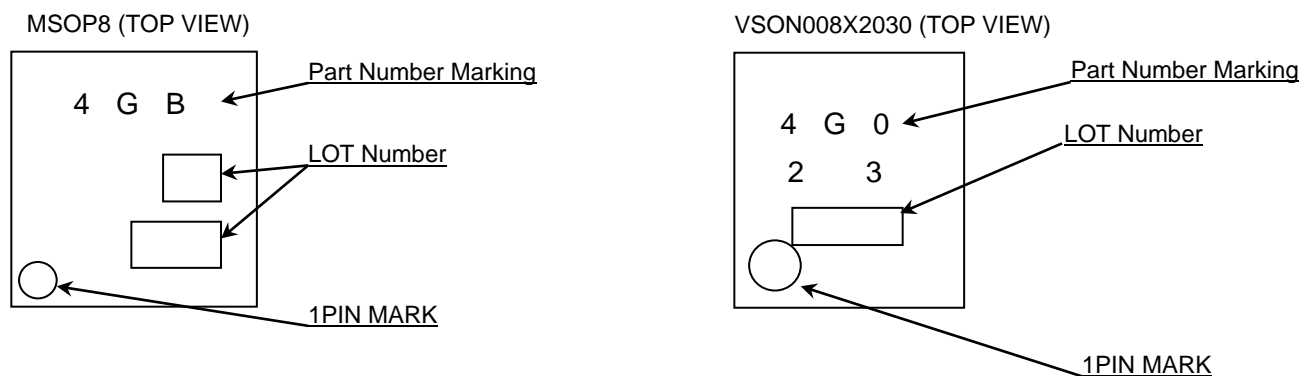 MSOP8 (TOP VIEW)
4 G B
Part Number Marking
LOT Number
1PIN MARK
VSON008X2030 (TOP VIEW)
4 G 0
2 3
Part Number Marking
LOT Number
1PIN MARK